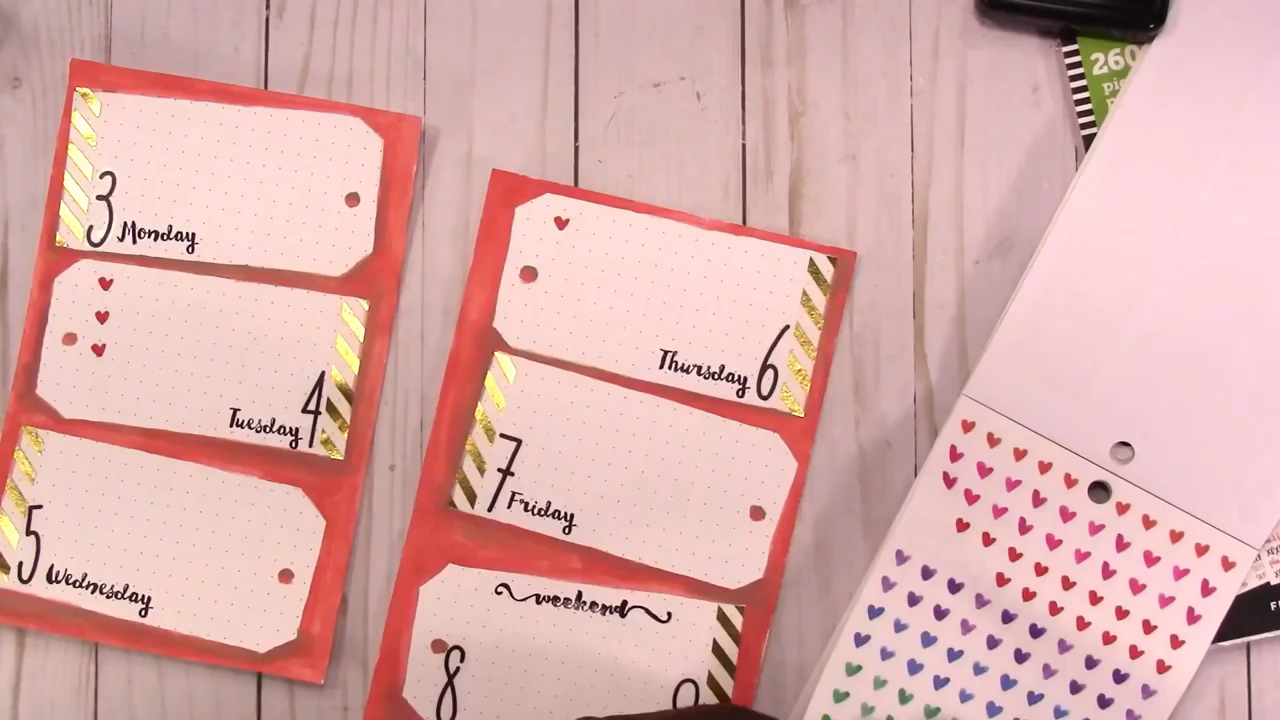 3 Monday
Tuesday 4
5 Wednesday
Thursday 6
7 Friday
weekend
8
260